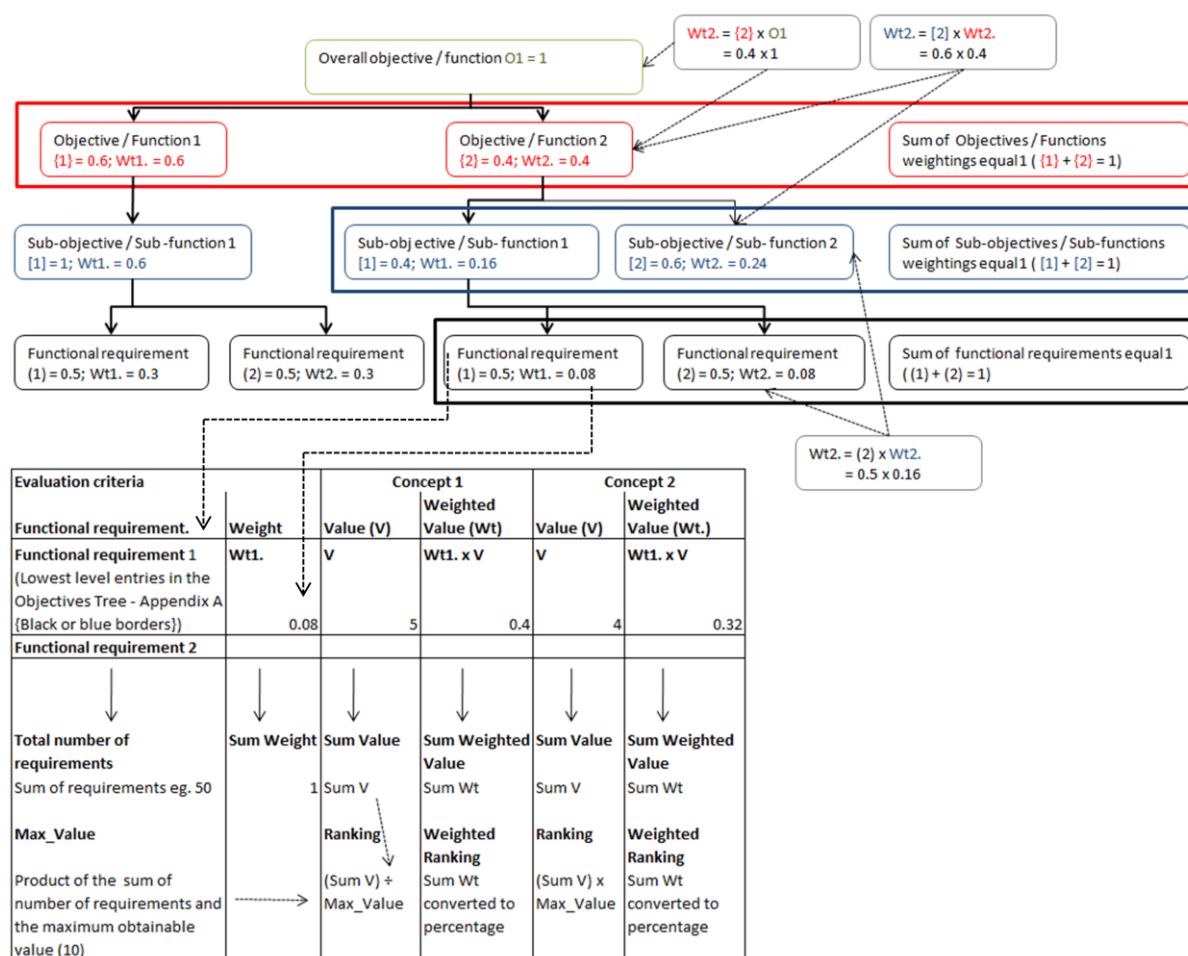 Wt2. = {2} x O1
= 0.4 x 1
Wt2. = [2] x Wt2.
= 0.6 x 0.4
Overall objective / function O1 = 1
Objective / Function 1
{1} = 0.6; Wt1. = 0.6
Objective / Function 2
{2} = 0.4; Wt2. = 0.4
Sum of Objectives / Functions
weightings equal 1 ( {1} + {2} = 1)
Sub-objective / Sub -function 1
[1] = 1; Wt1. = 0.6
Sub-objective / Sub- function 1
[1] = 0.4; Wt1. = 0.16
Sub-objective / Sub- function 2
[2] = 0.6; Wt2. = 0.24
Sum of Sub-objectives / Sub-functions
weightings equal 1 ( [1] + [2] = 1)
Functional requirement
(1) = 0.5; Wt1. = 0.3
Functional requirement
(2) = 0.5; Wt2. = 0.3
Functional requirement
(1) = 0.5; Wt1. = 0.08
Functional requirement
(2) = 0.5; Wt2. = 0.08
Sum of functional requirements equal 1
( (1) + (2) = 1)
Wt2. = (2) x Wt2.
= 0.5 x 0.16
Evaluation criteria Concept 1 Concept 2
Weighted Weighted
Functional requirement. Weight Value (V) Value (Wt) Value (V) Value (Wt.)
Functional requirement 1 Wt1. V Wt1. x V V Wt1. x V
(Lowest level entries in the
Objectives Tree - Appendix A
{Black or blue borders}) 0.08 5 0.4 4 0.32
Functional requirement 2
Total number of Sum Weight Sum Value Sum Weighted Sum Value Sum Weighted
requirements Value Value
Sum of requirements eg. 50 1 Sum V Sum Wt Sum V Sum Wt
Max_Value Ranking Weighted Ranking Weighted
Ranking Ranking
Product of the sum of (Sum V) ÷ Sum Wt (Sum V) x Sum Wt
number of requirements and Max_Value converted to Max_Value converted to
the maximum obtainable percentage percentage
value (10)